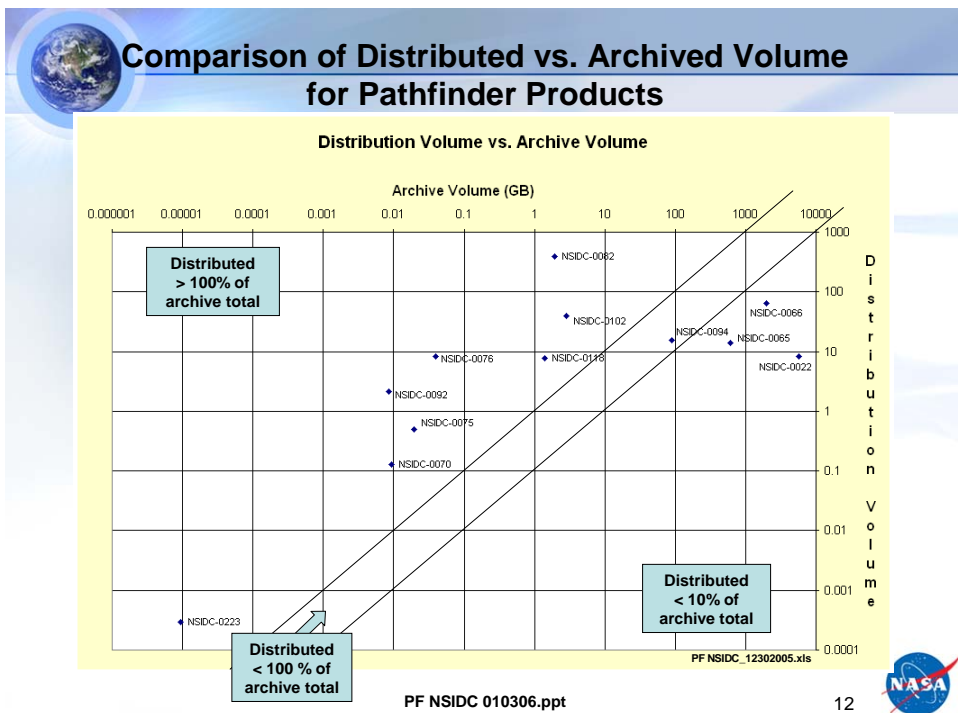 Comparison of Distributed vs. Archived Volume
for Pathfinder Products
Distribution Volume vs. Archive Volume
Archive Volume (GB)
0.000001 0.00001 0.0001 0.001 0.01 0.1 1 10 100 1000 10000
1000
100
10
1
0.1
0.01
0.001
0.0001
Distribution Volume
Distributed
> 100% of
archive total
NSIDC-0082
NSIDC-0102
NSIDC-0066
NSIDC-0094
NSIDC-0065
NSIDC-0076
NSIDC-0118
NSIDC-0022
NSIDC-0092
NSIDC-0075
NSIDC-0070
NSIDC-0223
Distributed
< 10% of
archive total
Distributed
< 100 % of
archive total
PF NSIDC_12302005.xls
PF NSIDC 010306.ppt
12
NASA